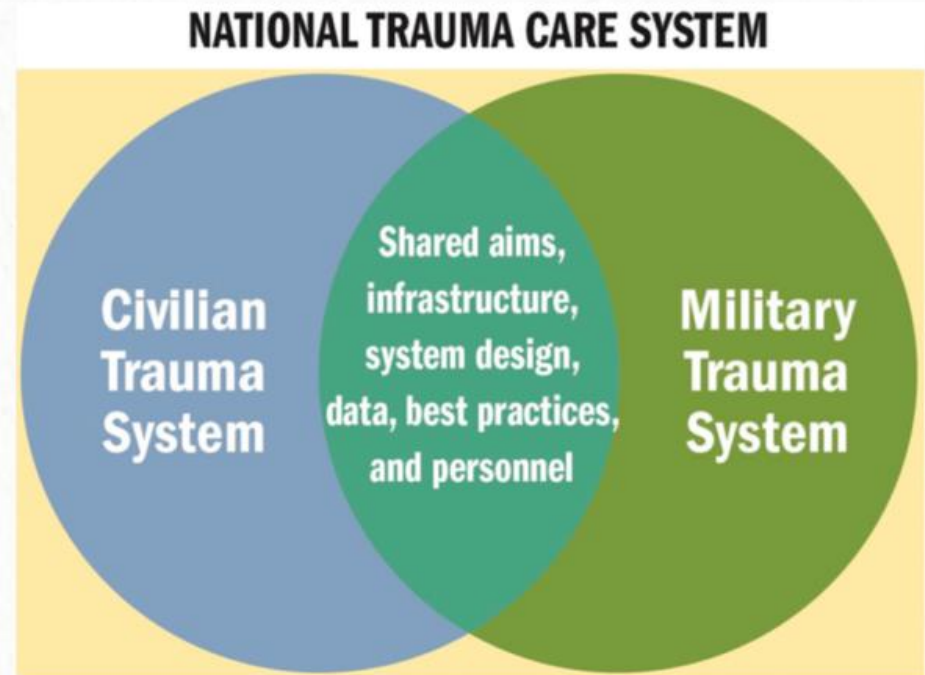 NATIONAL TRAUMA CARE SYSTEM
Civilian
Trauma
System
Shared aims,
infrastructure,
system design,
data, best practices,
and personnel
Military
Trauma
System